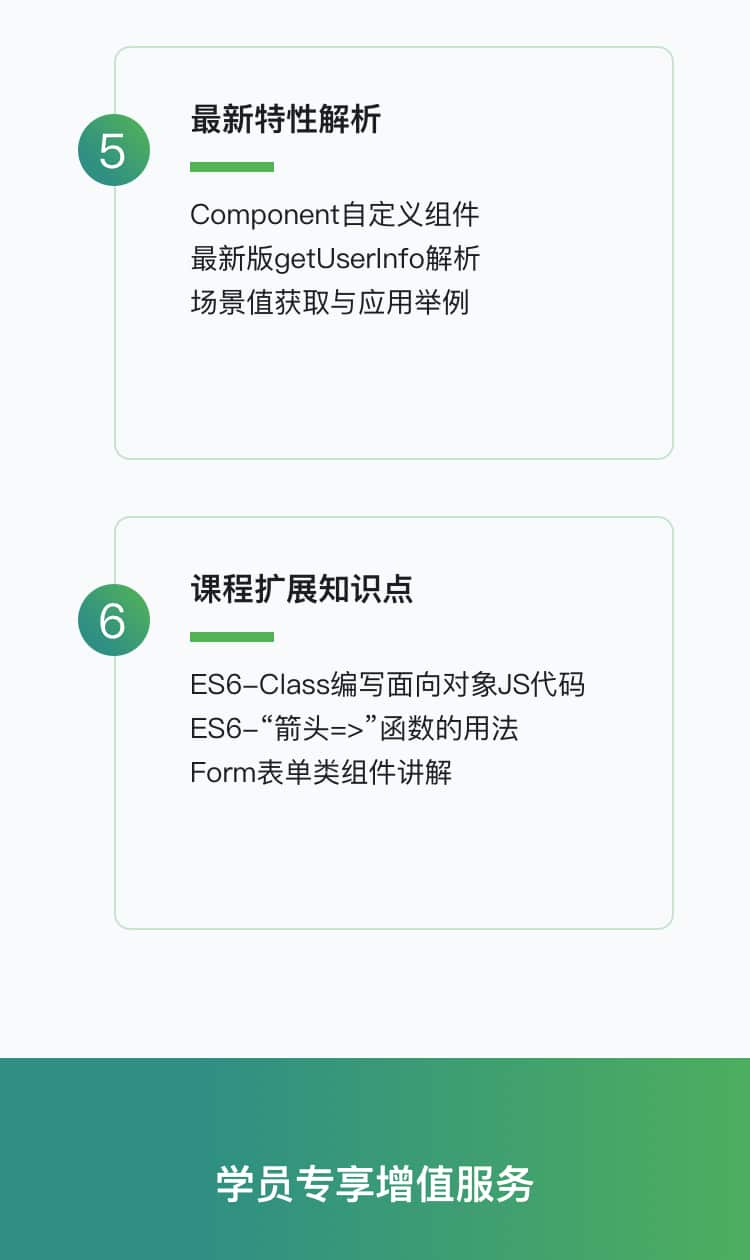 5
最新特性解析
Component自定义组件
最新版getUserInfo解析
场景值获取与应用举例
6
课程扩展知识点
ES6-Class编写面向对象JS代码
ES6-“箭头=>”函数的用法
Form表单类组件讲解
学员专享增值服务